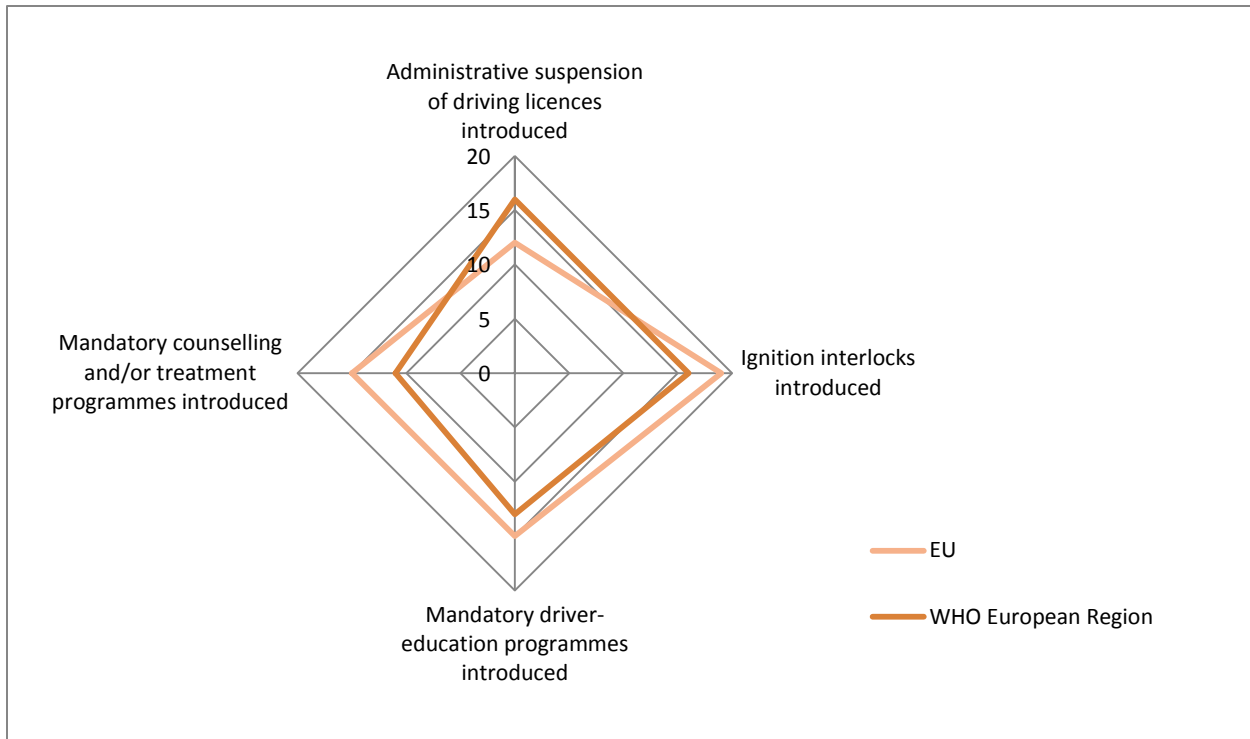 Administrative suspension
of driving licences
introduced
20
15
10
5
0
Mandatory counselling
and/or treatment
programmes introduced
Ignition interlocks
introduced
Mandatory driver-
education programmes
introduced
EU
WHO European Region